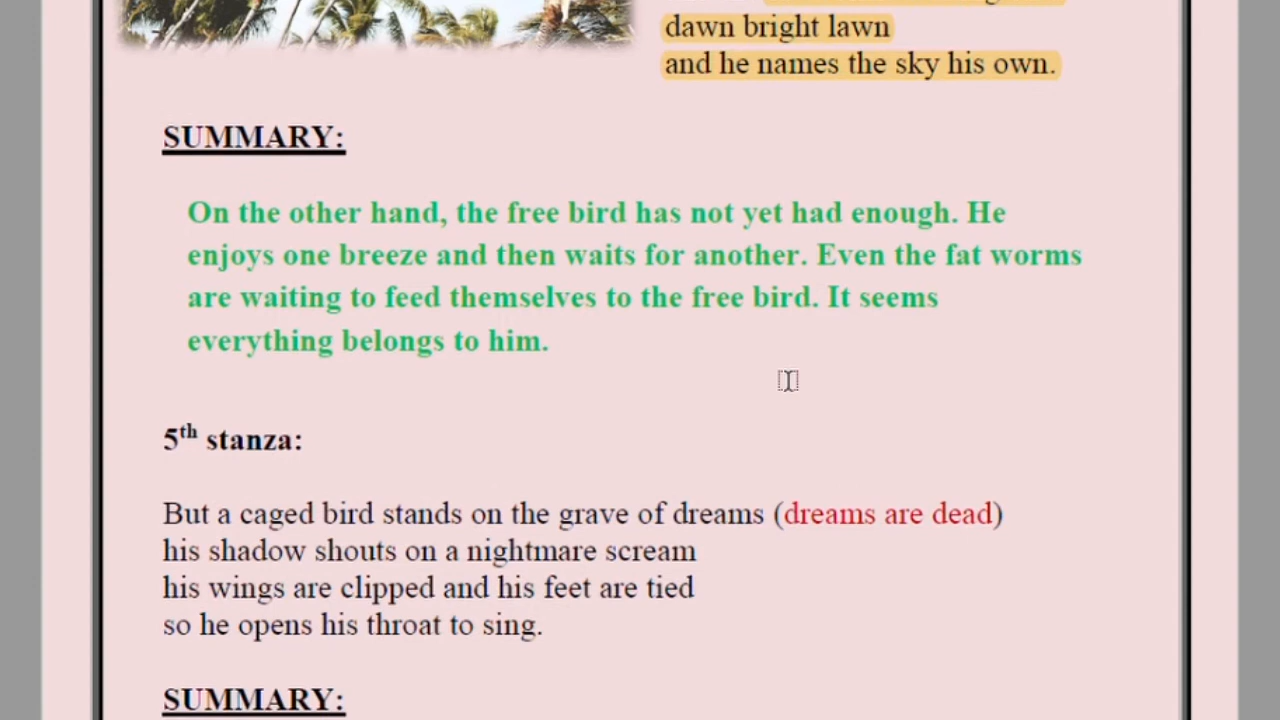 dawn bright lawn
and he names the sky his own.
SUMMARY:
On the other hand, the free bird has not yet had enough. He
enjoys one breeze and then waits for another. Even the fat worms
are waiting to feed themselves to the free bird. It seems
everything belongs to him.
5th stanza:
But a caged bird stands on the grave of dreams (dreams are dead)
his shadow shouts on a nightmare scream
his wings are clipped and his feet are tied
so he opens his throat to sing.
SUMMARY: